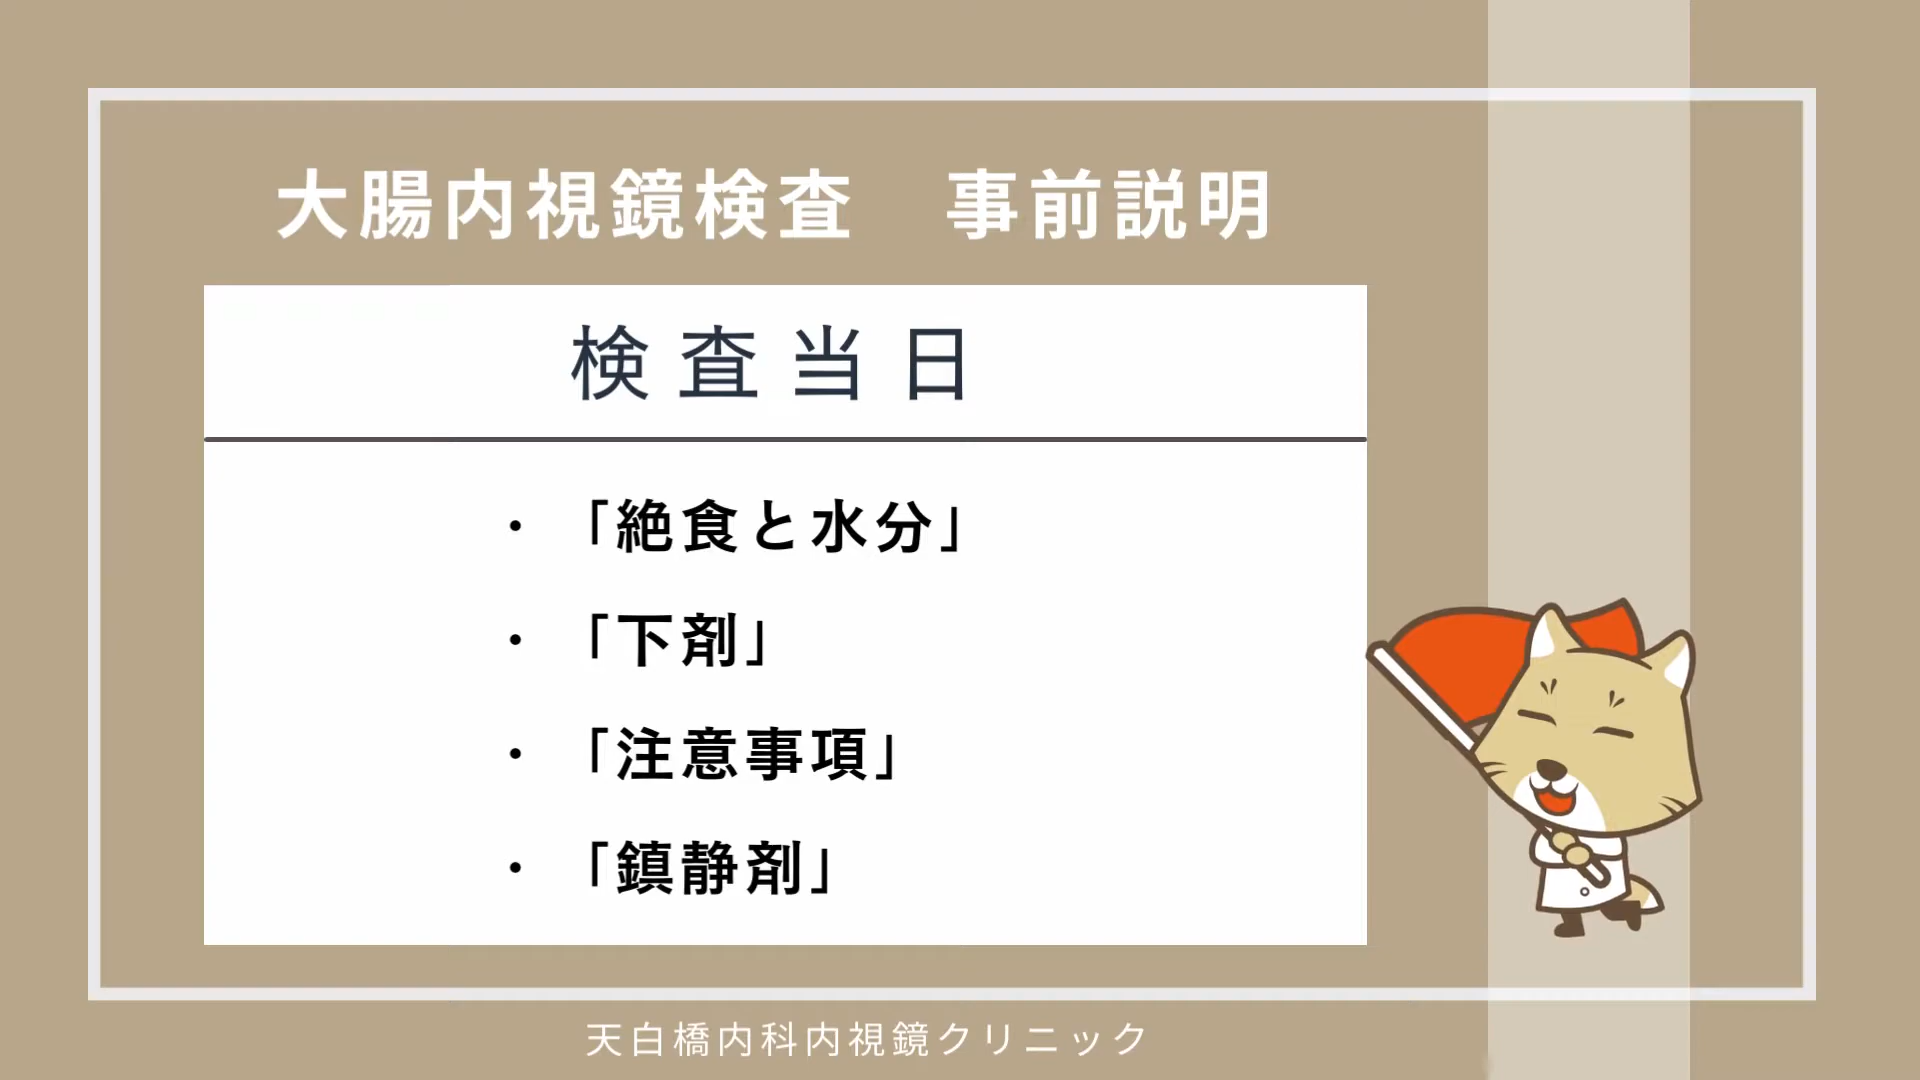 大腸内視鏡検査　事前説明
検査当日
・「絶食と水分」
・「下剤」
・「注意事項」
・「鎮静剤」
天白橋内科内視鏡クリニック